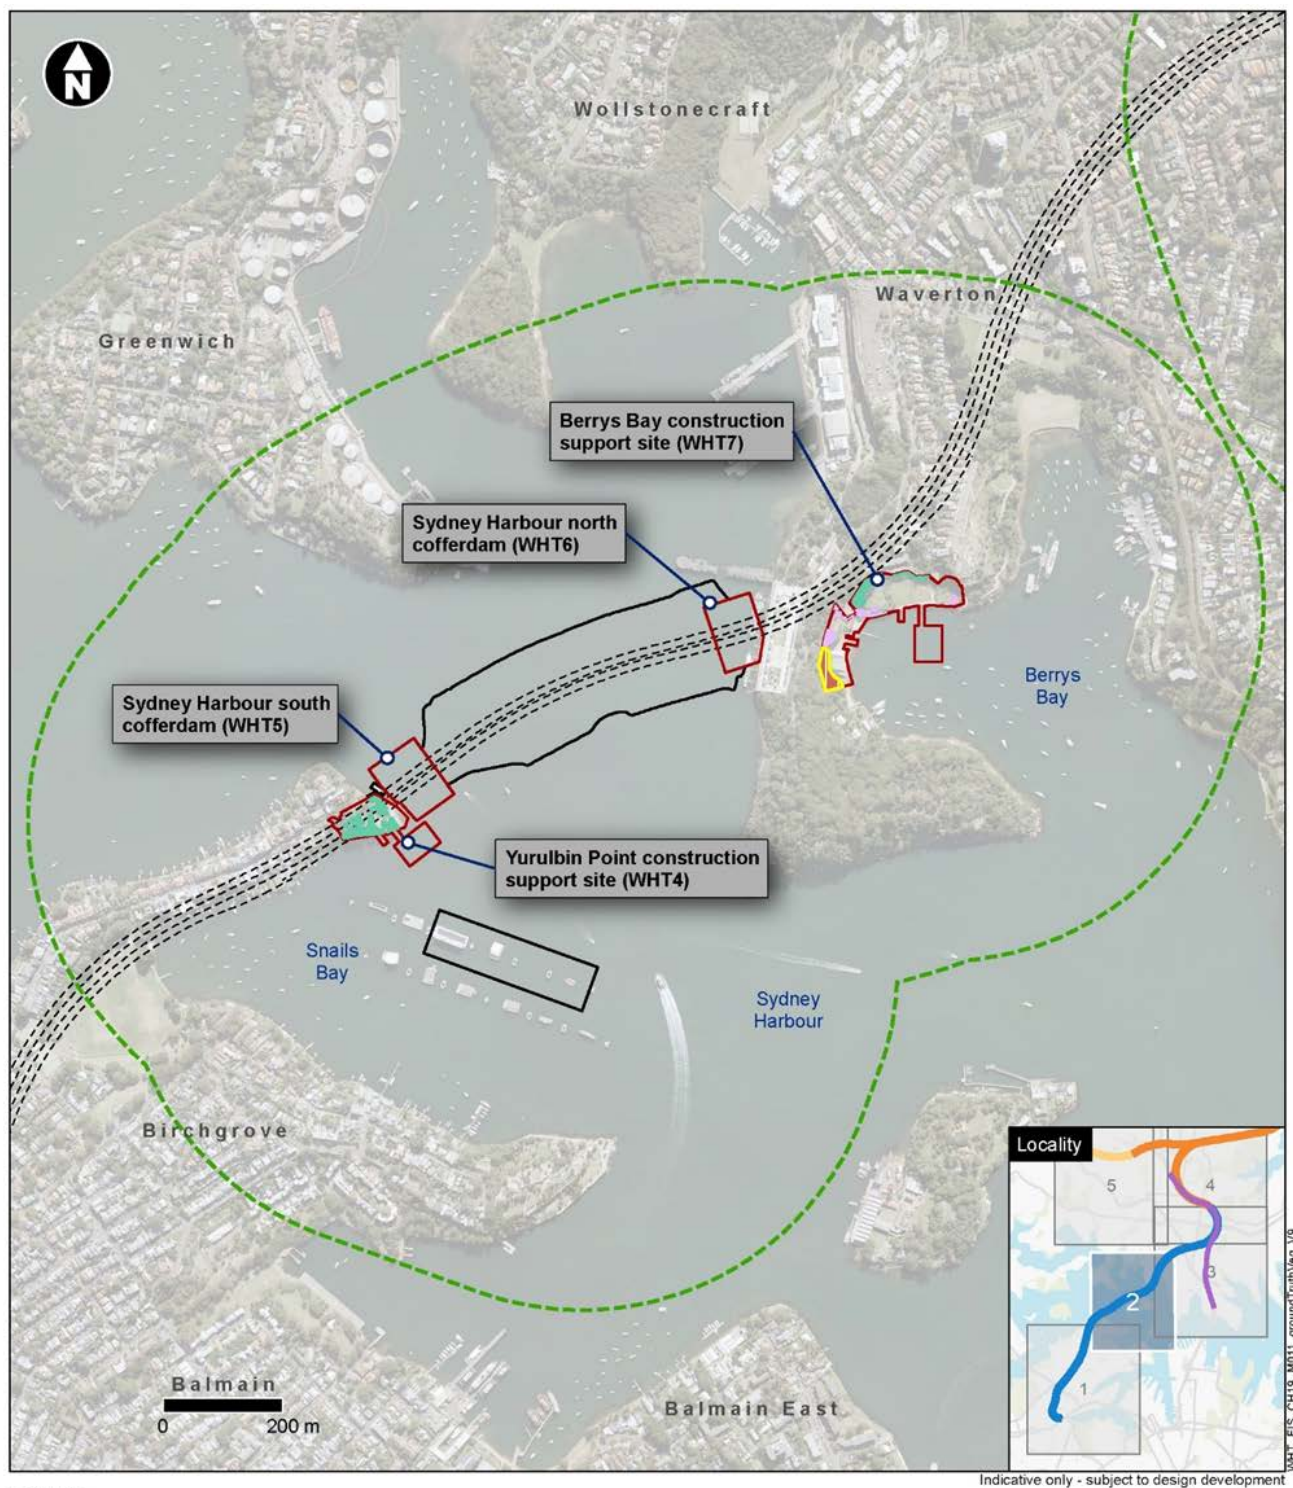 N
Wollstonecraft
Waverton
Greenwich
Berrys Bay construction
support site (WHT7)
Sydney Harbour north
cofferdam (WHT6)
Sydney Harbour south
cofferdam (WHT5)
Berrys
Bay
Yurulbin Point construction
support site (WHT4)
Snails
Bay
Sydney
Harbour
Birchgrove
Locality
5
4
3
2
1
Balmain
0 200 m
Balmain East
Indicative only - subject to design development